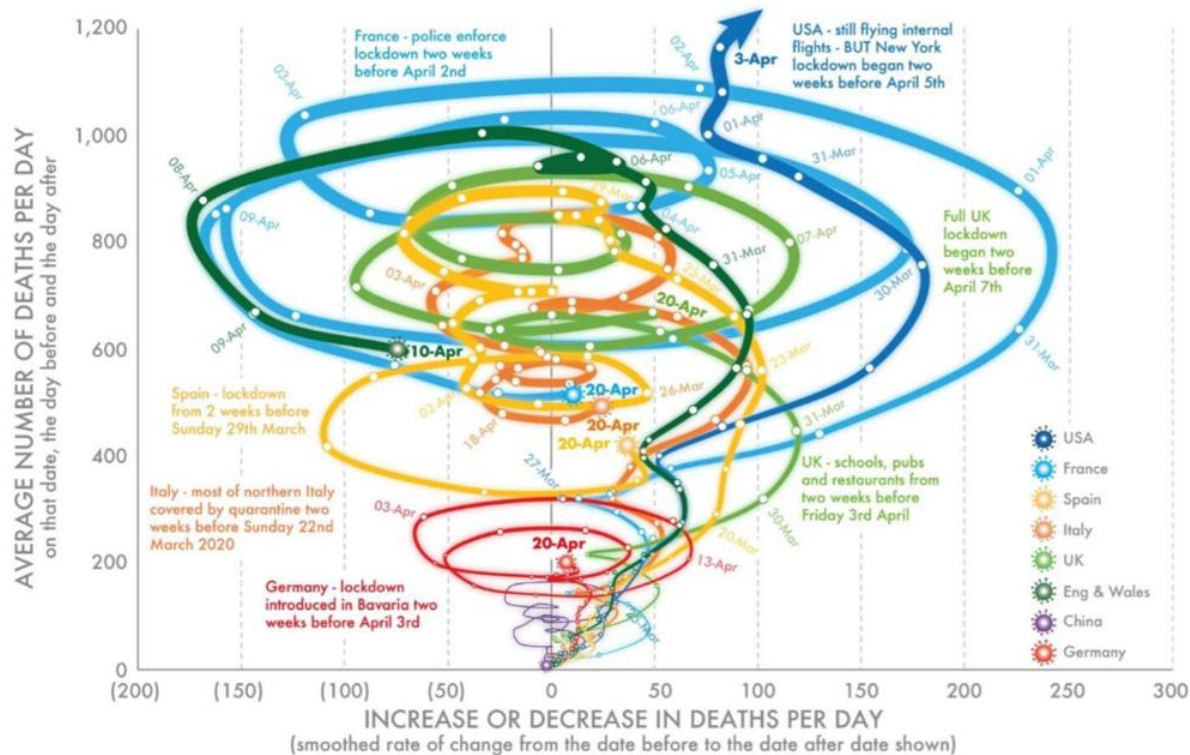 1,200
1,000
800
600
400
200
0
AVERAGE NUMBER OF DEATHS PER DAY
on that date, the day before and the day after
France - police enforce
lockdown two weeks
before April 2nd
USA - still flying internal
flights - BUT New York
lockdown began two
weeks before April 5th
3-Apr
02-Apr
03-Apr
06-Apr
01-Apr
31-Mar
01-Apr
08-Apr
09-Apr
06-Apr
05-Apr
29-Mar
04-Apr
07-Apr
Full UK
lockdown
began two
weeks before
April 7th
31-Mar
03-Apr
25-Mar
30-Mar
20-Apr
09-Apr
10-Apr
23-Mar
31-Mar
Spain - lockdown
from 2 weeks before
Sunday 29th March
02-Apr
20-Apr
26-Mar
20-Apr
18-Apr
20-Apr
31-Mar
27-Mar
UK - schools, pubs
and restaurants from
two weeks before
Friday 3rd April
Italy - most of northern Italy
covered by quarantine two
weeks before Sunday 22nd
March 2020
03-Apr
20-Mar
30-Mar
20-Apr
13-Apr
Germany - lockdown
introduced in Bavaria two
weeks before April 3rd
USA
France
Spain
Italy
UK
Eng & Wales
China
Germany
(200) (150) (100) (50) 0 50 100 150 200 250 300
INCREASE OR DECREASE IN DEATHS PER DAY
(smoothed rate of change from the date before to the date after date shown)